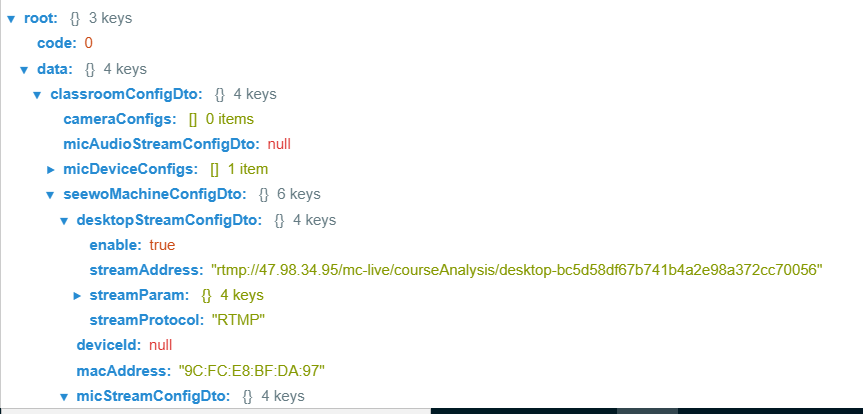 root: {} 3 keys
code: 0
data: {} 4 keys
classroomConfigDto: {} 4 keys
cameraConfigs: [] 0 items
micAudioStreamConfigDto: null
micDeviceConfigs: [] 1 item
seewoMachineConfigDto: {} 6 keys
desktopStreamConfigDto: {} 4 keys
enable: true
streamAddress: "rtmp://47.98.34.95/mc-live/courseAnalysis/desktop-bc5d58df67b741b4a2e98a372cc70056"
streamParam: {} 4 keys
streamProtocol: "RTMP"
deviceId: null
macAddress: "9C:FC:E8:BF:DA:97"
micStreamConfigDto: {} 4 keys